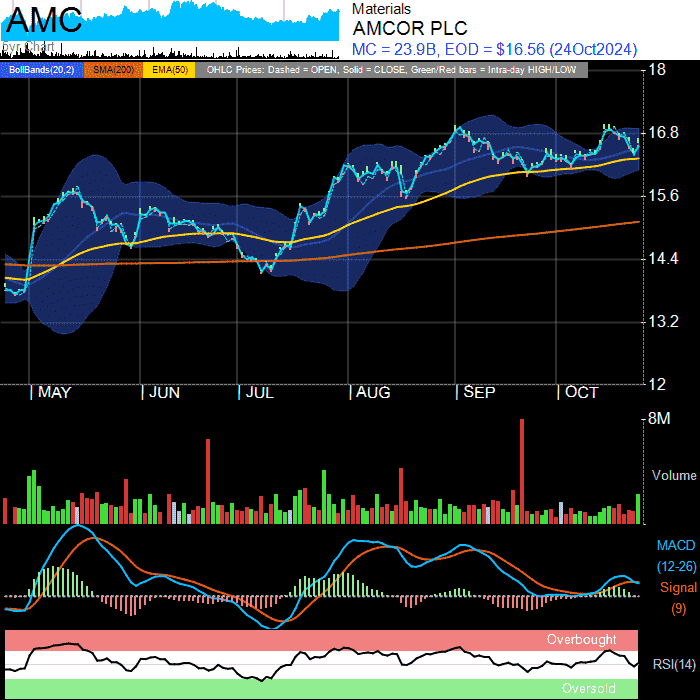 AMC
5yr Chart
Materials
AMCOR PLC
MC = 23.9B, EOD = $16.56 (24Oct2024)
BollBands(20,2) SMA(200) EMA(50) OHLC Prices: Dashed = OPEN, Solid = CLOSE, Green/Red bars = Intra-day HIGH/LOW
18
16.8
15.6
14.4
13.2
12
MAY JUN JUL AUG SEP OCT
8M
Volume
MACD
(12-26)
Signal
(9)
Overbought
RSI(14)
Oversold